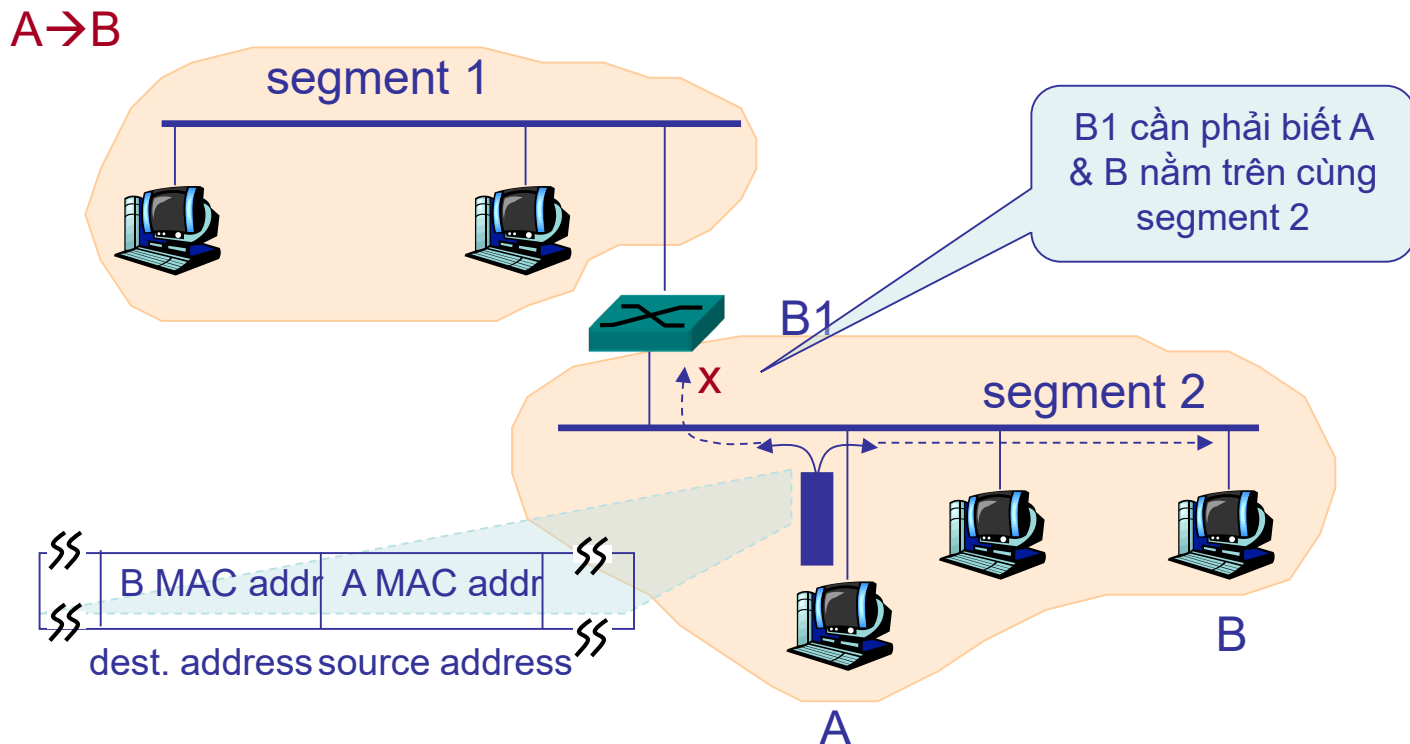 A→B
segment 1
B1 cần phải biết A
& B nằm trên cùng
segment 2
B1
x
segment 2
B MAC addr
A MAC addr
dest. address
source address
B
A